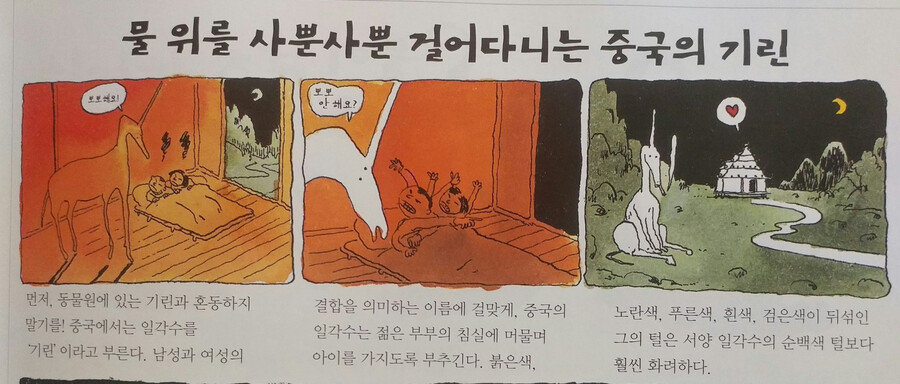 물 위를 사뿐사뿐 걸어다니는 중국의 기린
뽀뽀해요!
뽀뽀
안 해요?
먼저, 동물원에 있는 기린과 혼동하지
말기를! 중국에서는 일각수를
'기린'이라고 부른다. 남성과 여성의
결합을 의미하는 이름에 걸맞게, 중국의
일각수는 젊은 부부의 침실에 머물며
아이를 가지도록 부추긴다. 붉은색,
노란색, 푸른색, 흰색, 검은색이 뒤섞인
그의 털은 서양 일각수의 순백색 털보다
훨씬 화려하다.